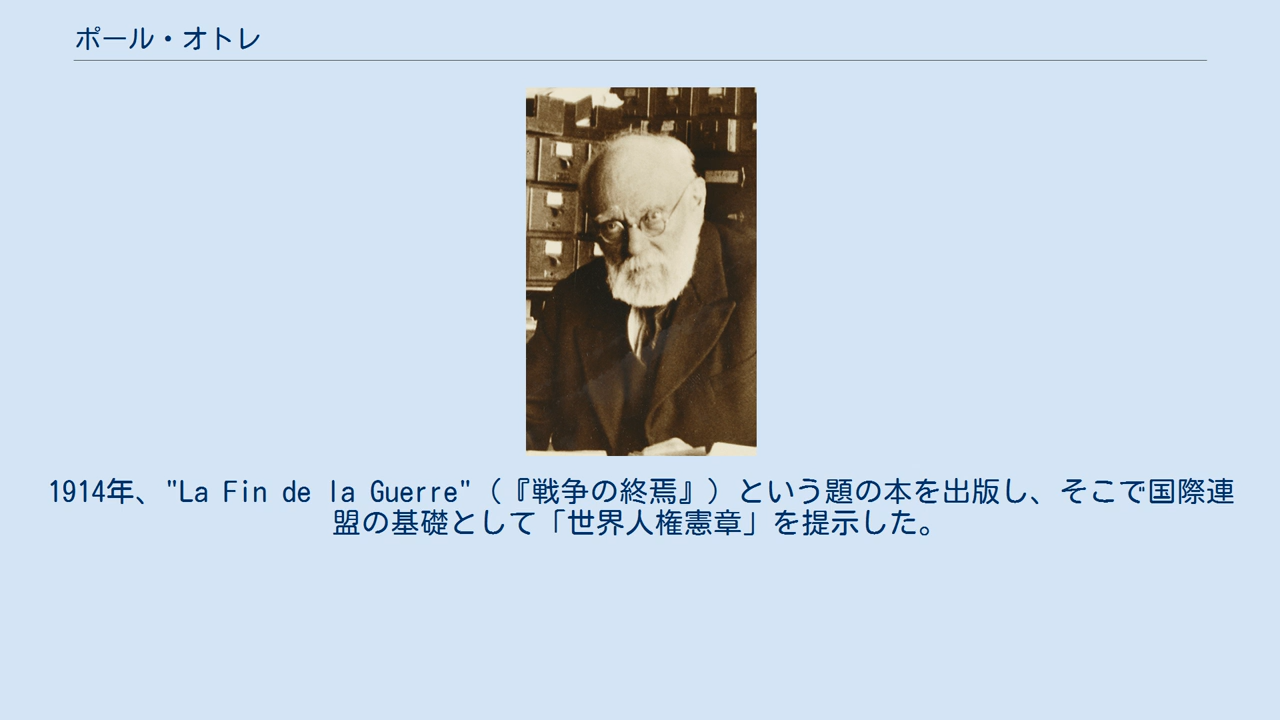 ポール・オトレ
1914年、"La Fin de la Guerre"（『戦争の終焉』）という題の本を出版し、そこで国際連
盟の基礎として「世界人権憲章」を提示した。